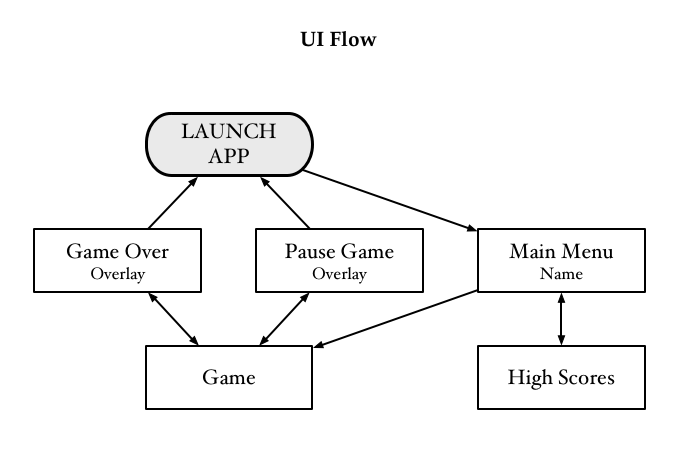 UI Flow
LAUNCH
APP
Game Over
Overlay
Pause Game
Overlay
Main Menu
Name
Game
High Scores